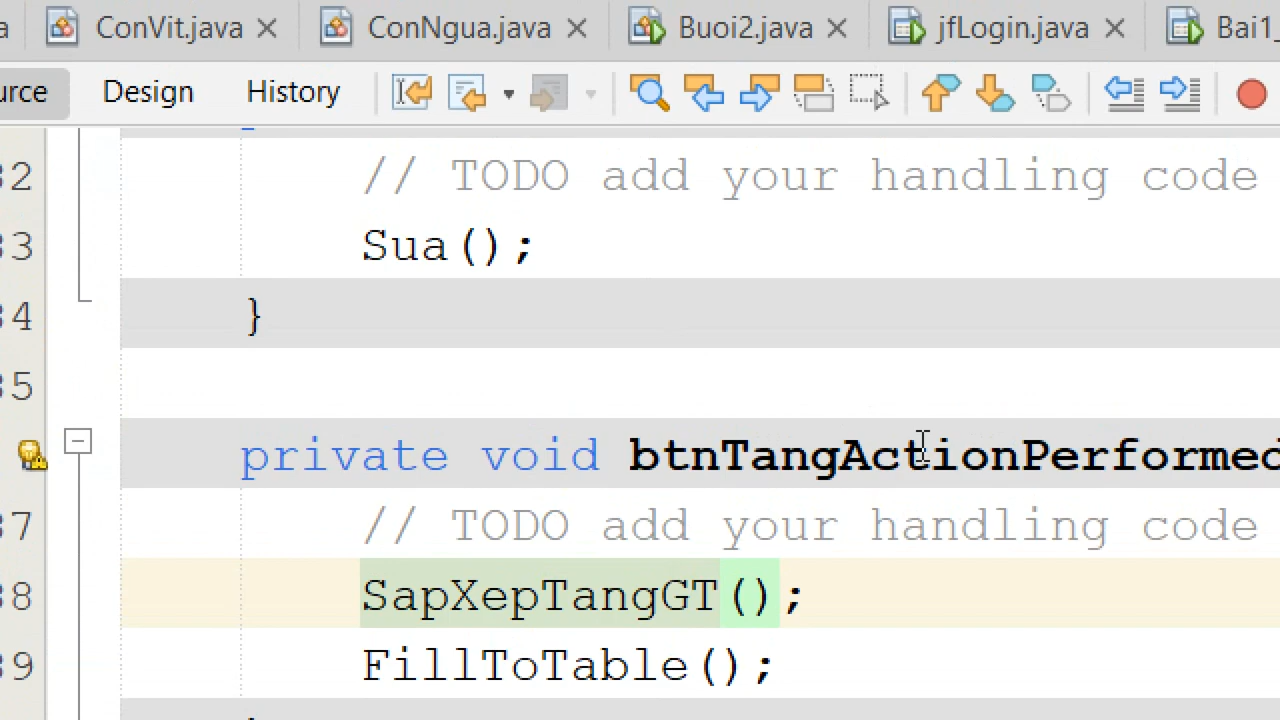 ConVit.java ConNgua.java Buoi2.java jfLogin.java Bai1_
urce Design History
32 // TODO add your handling code
33 Sua();
34 }
35
private void btnTangActionPerformed
37 // TODO add your handling code
38 SapXepTangGT();
39 FillToTable();